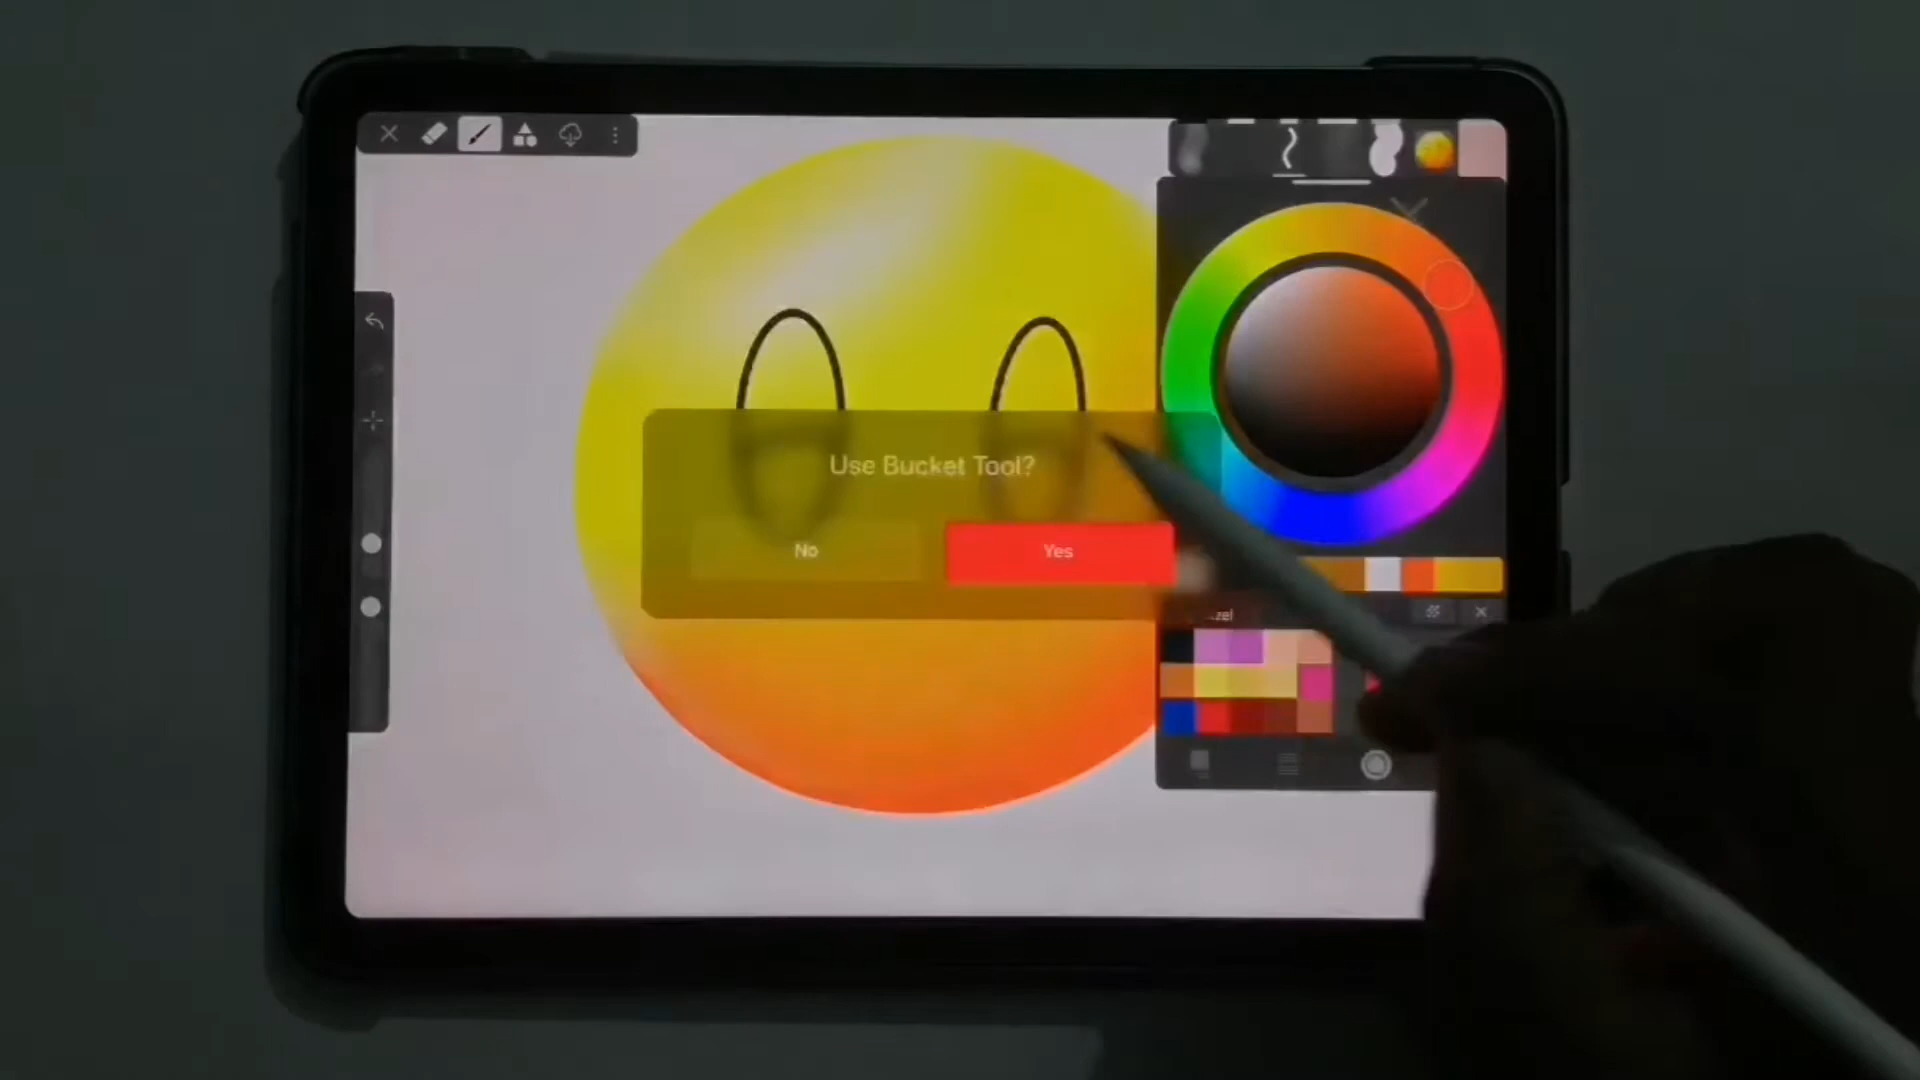 Use Bucket Tool?
No
Yes